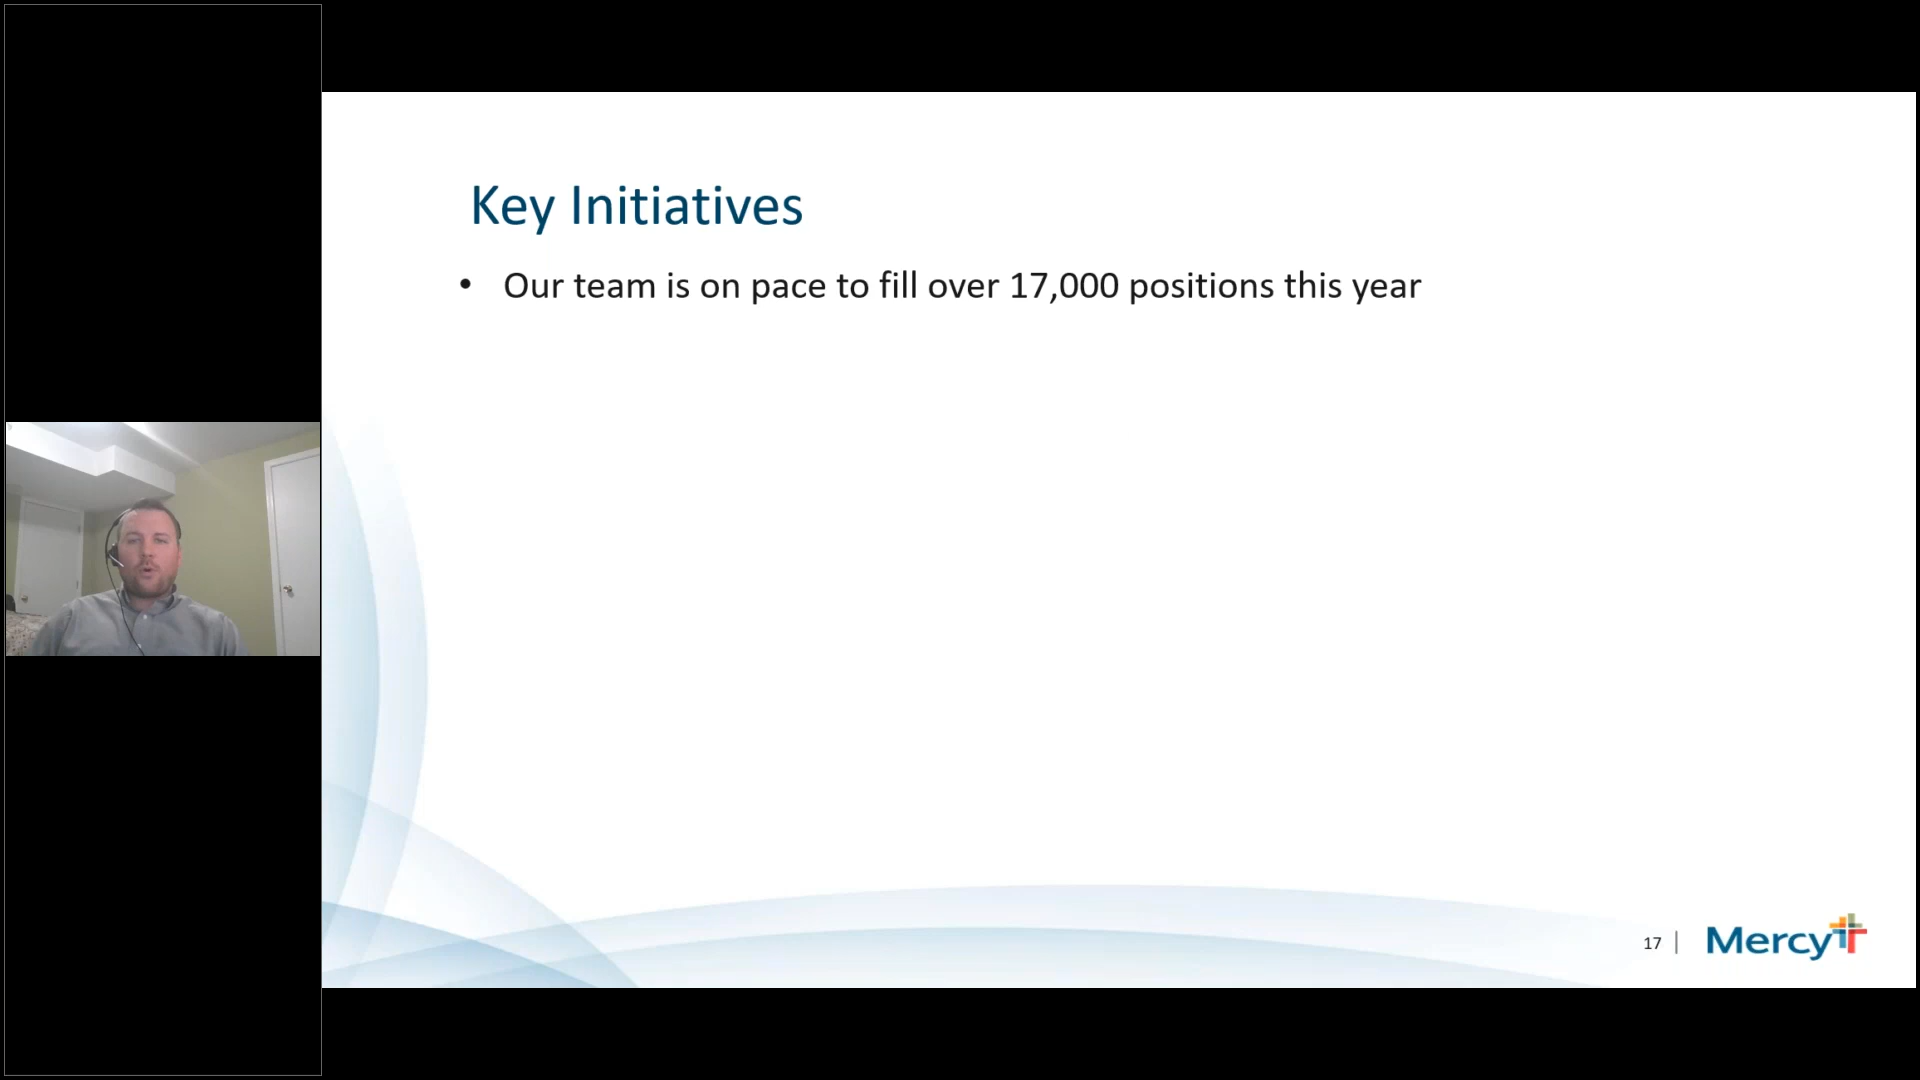 Key Initiatives
• Our team is on pace to fill over 17,000 positions this year
17 |
Mercy